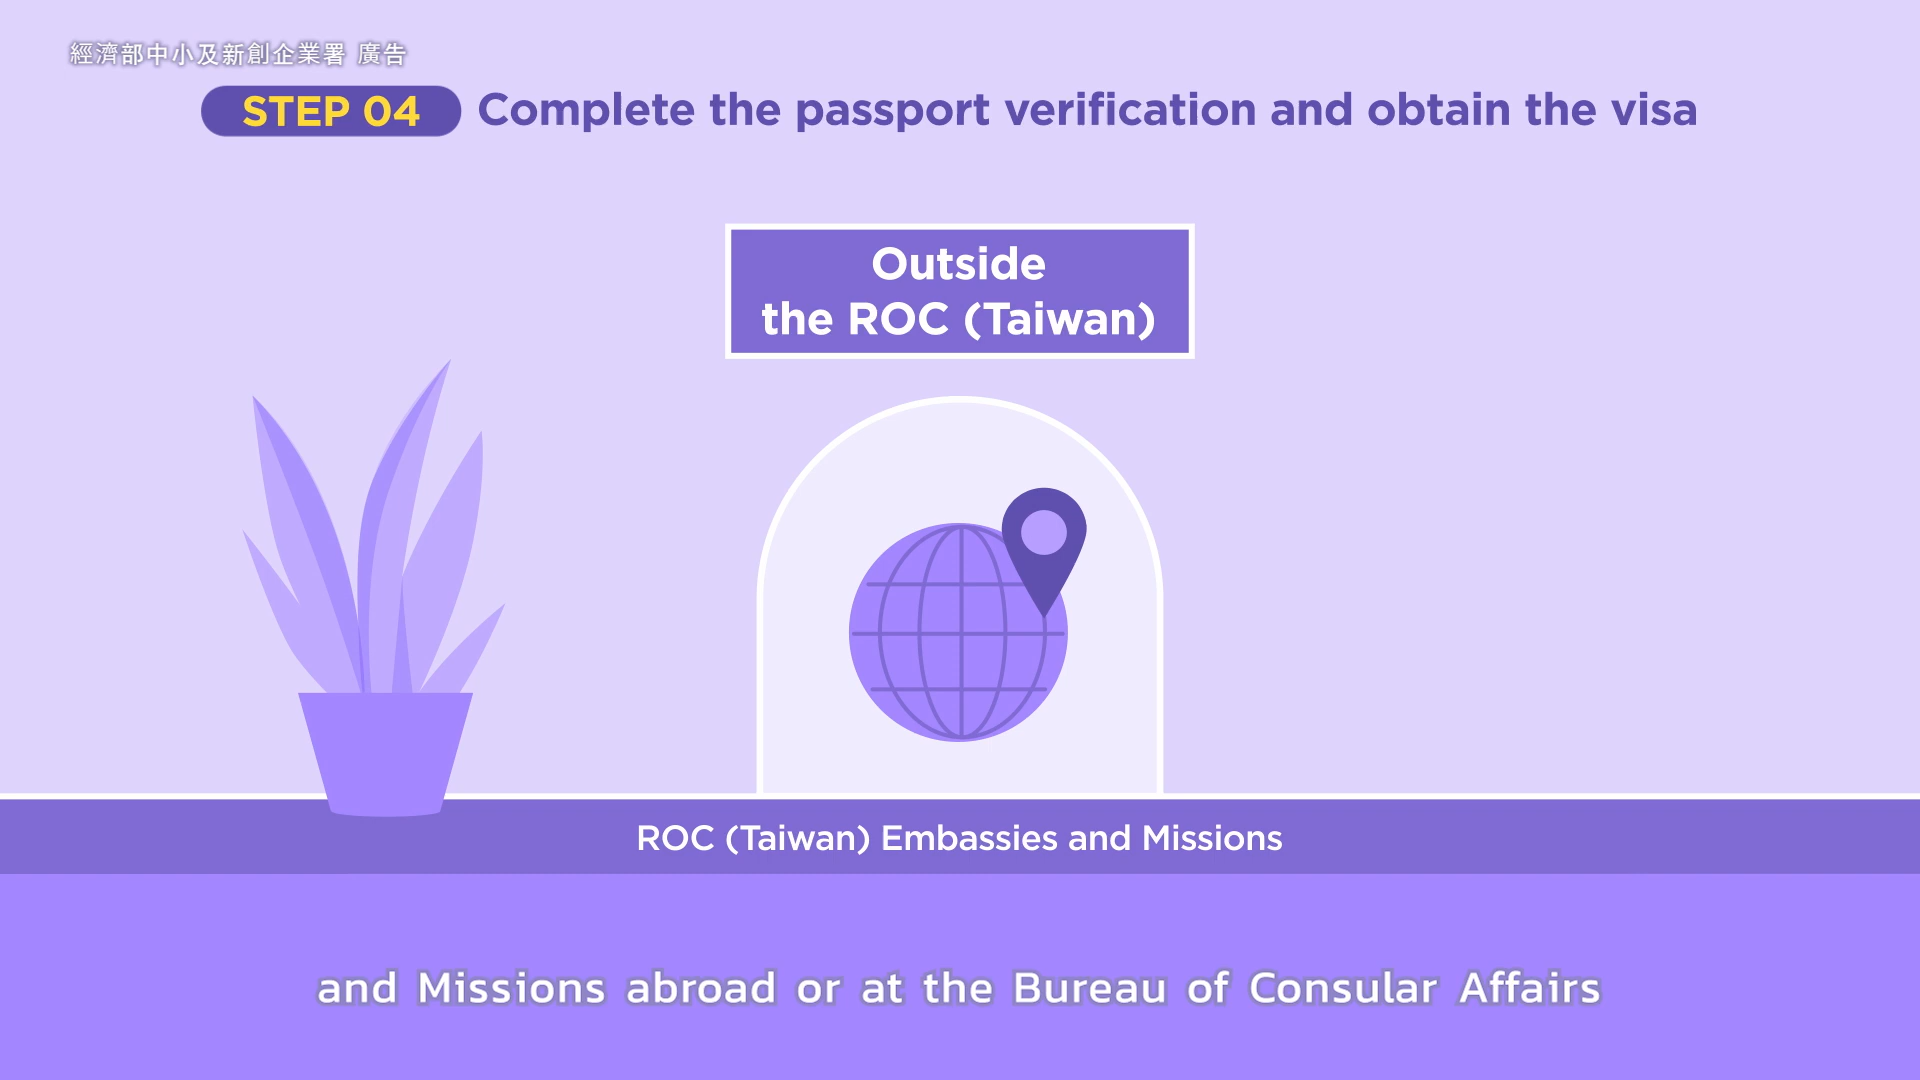 經濟部中小及新創企業署 廣告
STEP 04 Complete the passport verification and obtain the visa
Outside
the ROC (Taiwan)
ROC (Taiwan) Embassies and Missions
and Missions abroad or at the Bureau of Consular Affairs